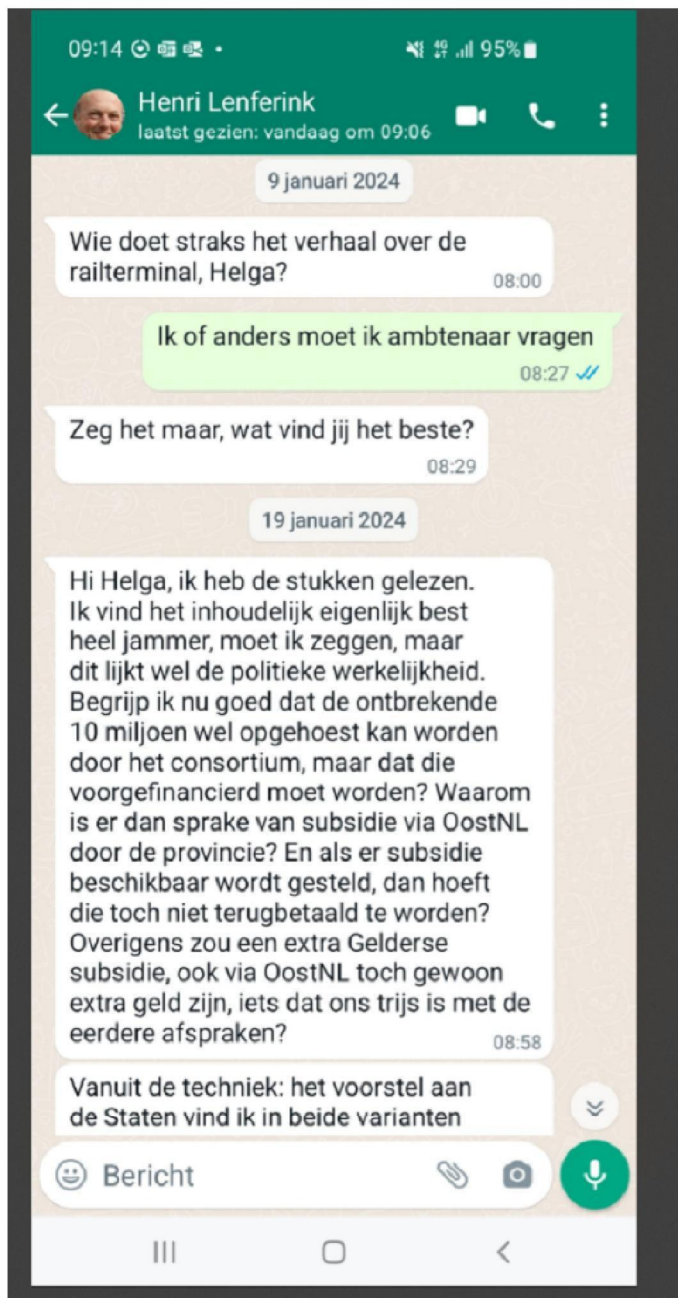 09:14 95%
Henri Lenferink
laatst gezien: vandaag om 09:06
9 januari 2024
Wie doet straks het verhaal over de
railterminal, Helga?
08:00
Ik of anders moet ik ambtenaar vragen
08:27
Zeg het maar, wat vind jij het beste?
08:29
19 januari 2024
Hi Helga, ik heb de stukken gelezen.
Ik vind het inhoudelijk eigenlijk best
heel jammer, moet ik zeggen, maar
dit lijkt wel de politieke werkelijkheid.
Begrijp ik nu goed dat de ontbrekende
10 miljoen wel opgehoest kan worden
door het consortium, maar dat die
voorgefinancierd moet worden? Waarom
is er dan sprake van subsidie via OostNL
door de provincie? En als er subsidie
beschikbaar wordt gesteld, dan hoeft
die toch niet terugbetaald te worden?
Overigens zou een extra Gelderse
subsidie, ook via OostNL toch gewoon
extra geld zijn, iets dat ons trijs is met de
eerdere afspraken?
08:58
Vanuit de techniek: het voorstel aan
de Staten vind ik in beide varianten
Bericht